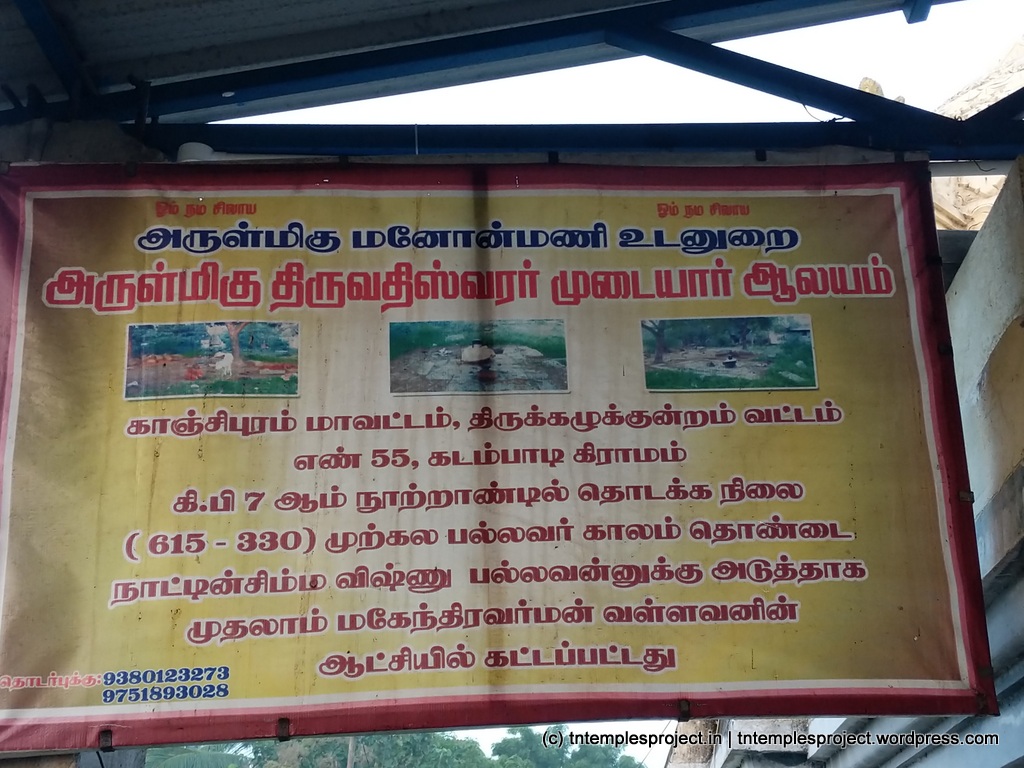 ஓம் நம சிவாய
ஓம் நம சிவாய
அருள்மிகு மனோன்மணி உடனுறை
அருள்மிகு திருவதிஸ்வரர் முடையார் ஆலயம்
காஞ்சிபுரம் மாவட்டம், திருக்கழுக்குன்றம் வட்டம்
எண் 55, கடம்பாடி கிராமம்
கி.பி 7 ஆம் நூற்றாண்டில் தொடக்க நிலை
( 615 - 330) முற்கல பல்லவர் காலம் தொண்டை
நாட்டின்சிம்ம விஷ்ணு பல்லவன்னுக்கு அடுத்தாக
முதலாம் மகேந்திரவர்மன் வள்ளவனின்
ஆட்சியில் கட்டப்பட்டது
தொடர்புக்கு: 9380123273
9751893028
(c) tntemplesproject.in | tntemplesproject.wordpress.com